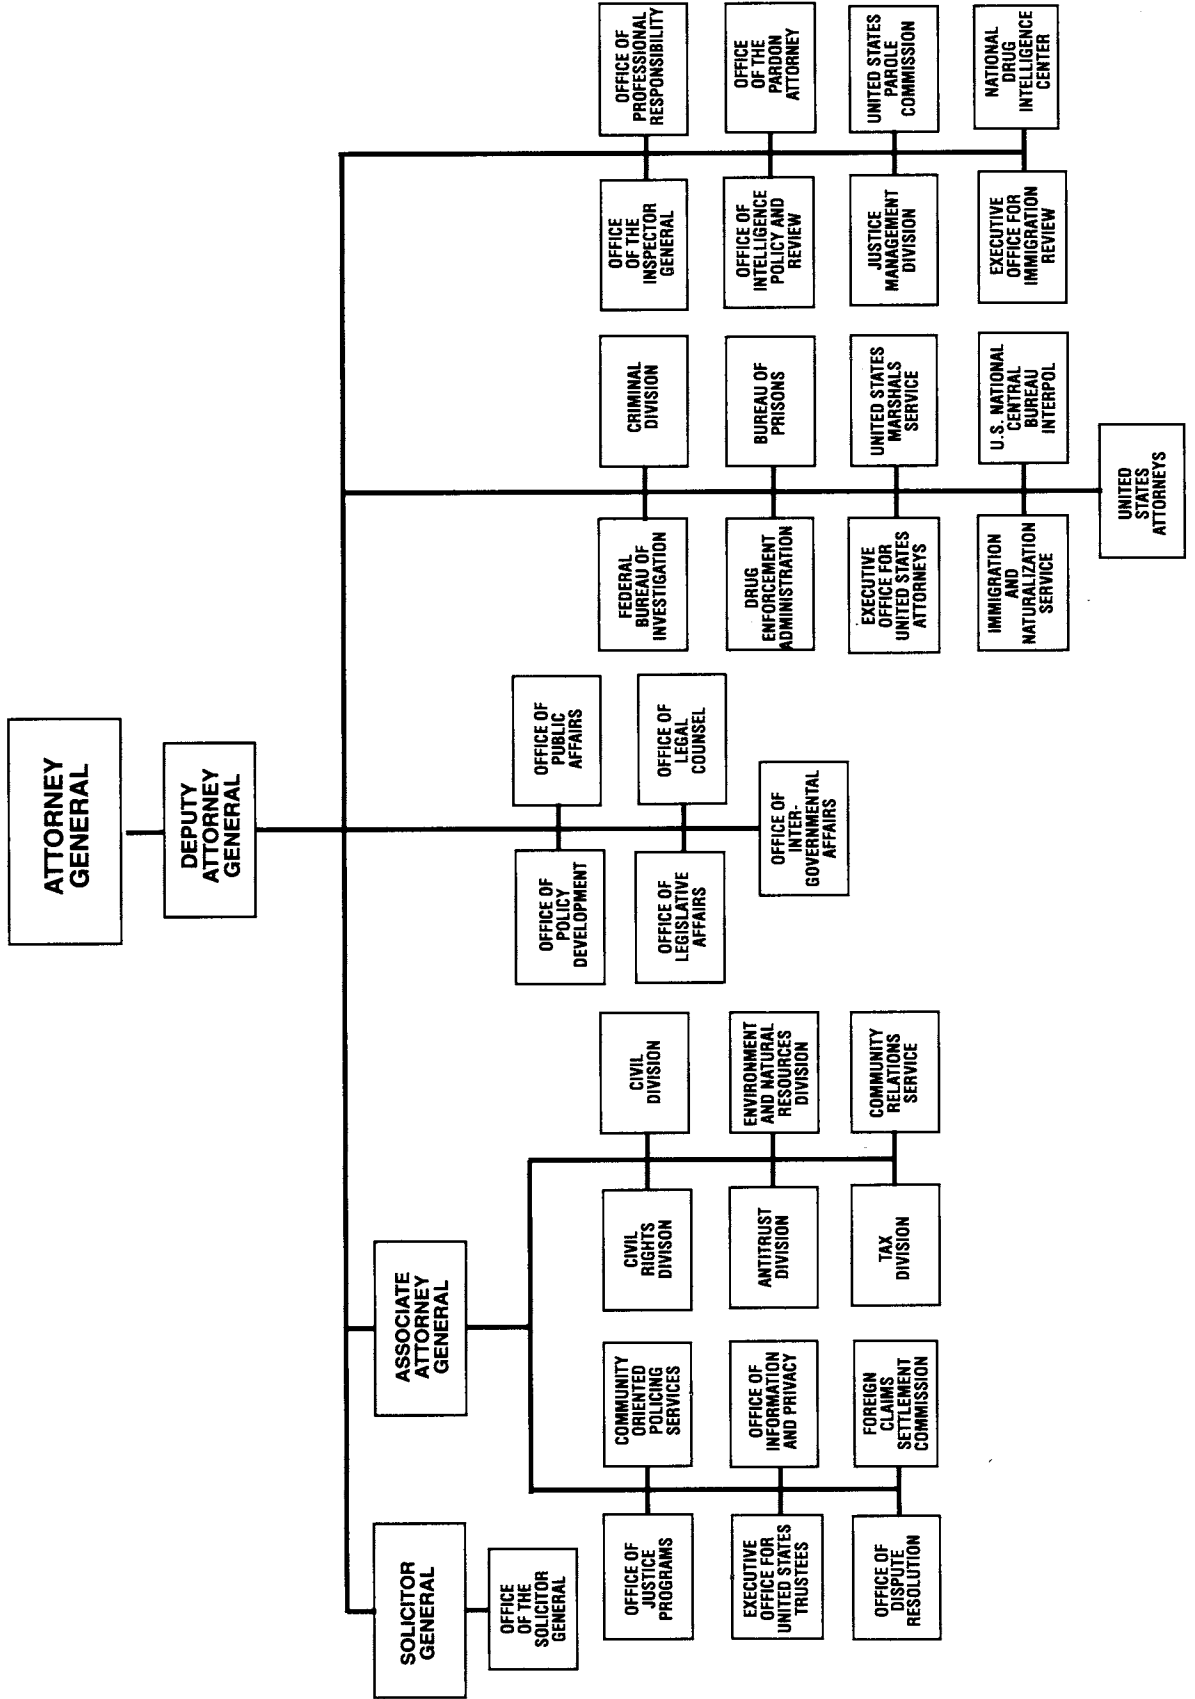 ATTORNEY
GENERAL
DEPUTY
ATTORNEY
GENERAL
SOLICITOR
GENERAL
OFFICE
OF THE
SOLICITOR
GENERAL
ASSOCIATE
ATTORNEY
GENERAL
OFFICE OF
JUSTICE
PROGRAMS
COMMUNITY
ORIENTED
POLICING
SERVICES
EXECUTIVE
OFFICE FOR
UNITED STATES
TRUSTEES
OFFICE OF
INFORMATION
AND PRIVACY
OFFICE OF
DISPUTE
RESOLUTION
FOREIGN
CLAIMS
SETTLEMENT
COMMISSION
CIVIL
RIGHTS
DIVISON
CIVIL
DIVISION
ANTITRUST
DIVISION
ENVIRONMENT
AND NATURAL
RESOURCES
DIVISION
TAX
DIVISION
COMMUNITY
RELATIONS
SERVICE
OFFICE OF
POLICY
DEVELOPMENT
OFFICE OF
PUBLIC
AFFAIRS
OFFICE OF
LEGISLATIVE
AFFAIRS
OFFICE OF
LEGAL
COUNSEL
OFFICE OF
INTER-
GOVERNMENTAL
AFFAIRS
FEDERAL
BUREAU OF
INVESTIGATION
CRIMINAL
DIVISION
DRUG
ENFORCEMENT
ADMINISTRATION
BUREAU OF
PRISONS
EXECUTIVE
OFFICE FOR
UNITED STATES
ATTORNEYS
UNITED STATES
MARSHALS
SERVICE
IMMIGRATION
AND
NATURALIZATION
SERVICE
U.S. NATIONAL
CENTRAL
BUREAU
INTERPOL
UNITED
STATES
ATTORNEYS
OFFICE
OF THE
INSPECTOR
GENERAL
OFFICE OF
PROFESSIONAL
RESPONSIBILITY
OFFICE OF
INTELLIGENCE
POLICY AND
REVIEW
OFFICE
OF THE
PARDON
ATTORNEY
JUSTICE
MANAGEMENT
DIVISION
UNITED STATES
PAROLE
COMMISSION
EXECUTIVE
OFFICE FOR
IMMIGRATION
REVIEW
NATIONAL
DRUG
INTELLIGENCE
CENTER